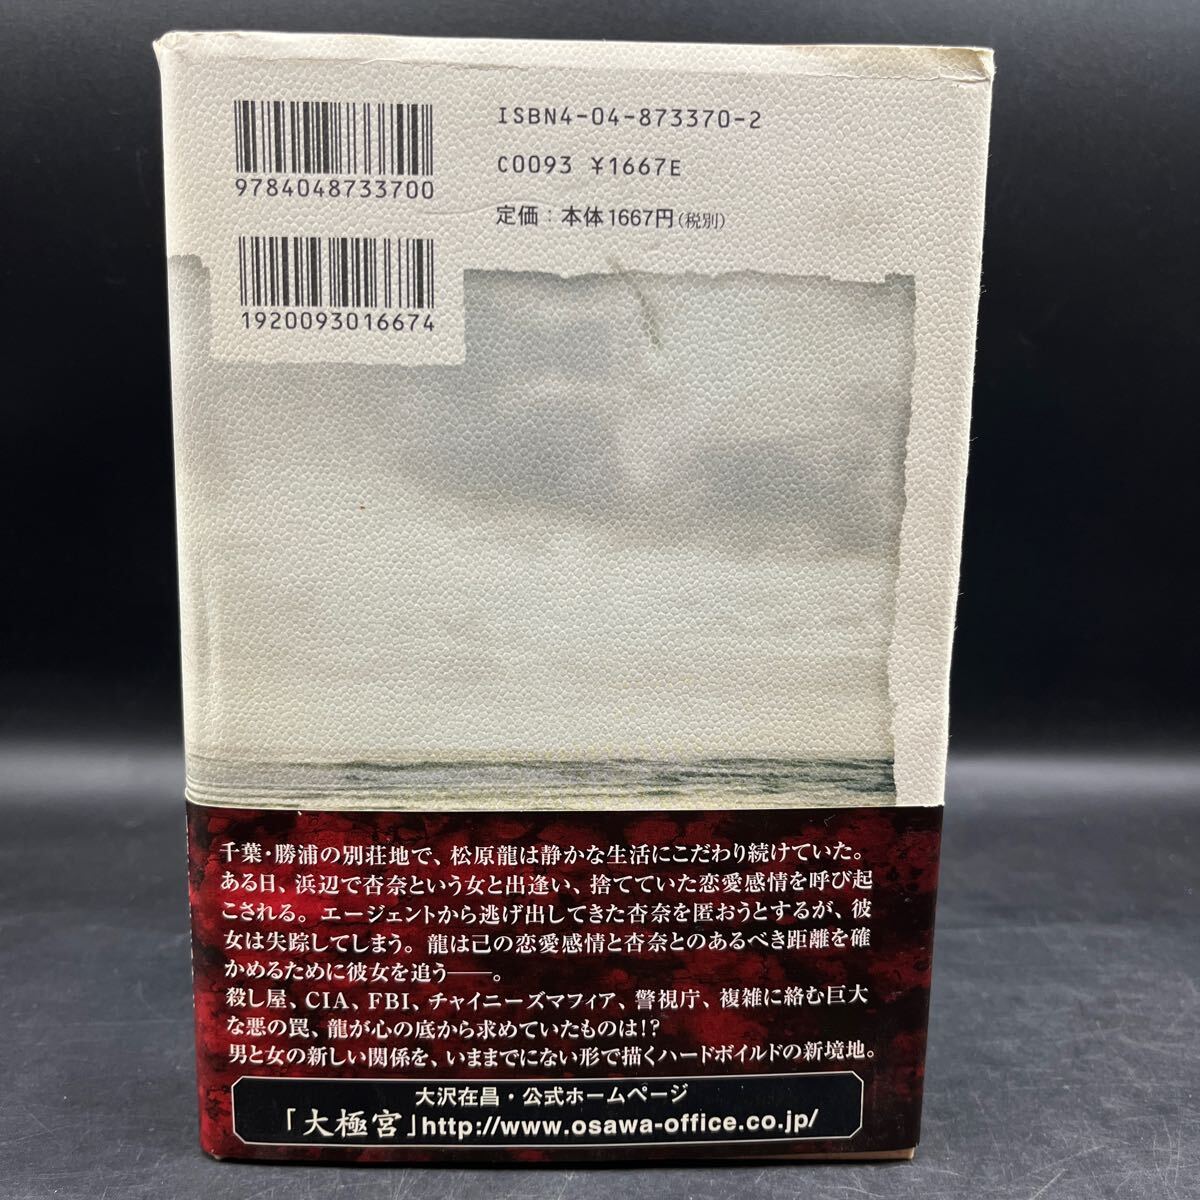 ISBN4-04-873370-2
9784048733700
C0093 ¥1667E
定価：本体1667円(税別)
1920093016674
千葉・勝浦の別荘地で、松原龍は静かな生活にこだわり続けていた。
ある日、浜辺で杏奈という女と出逢い、捨てていた恋愛感情を呼び起
こされる。エージェントから逃げ出してきた杏奈を匿おうとするが、彼
女は失踪してしまう。龍は己の恋愛感情と杏奈とのあるべき距離を確
かめるために彼女を追う――。
殺し屋、CIA、FBI、チャイニーズマフィア、警視庁、複雑に絡む巨大
な悪の罠、龍が心の底から求めていたものは!?
男と女の新しい関係を、いままでにない形で描くハードボイルドの新境地。
大沢在昌・公式ホームページ
「大極宮」http://www.osawa-office.co.jp/